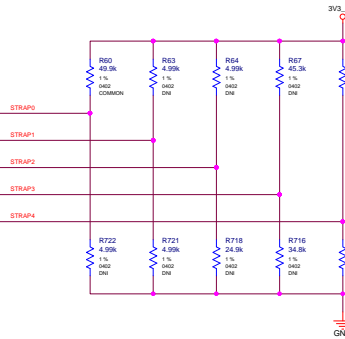 3V3_
R60
49.9k
1 %
0402
COMMON
R63
4.99k
1 %
0402
DNI
R64
4.99k
1 %
0402
DNI
R67
45.3k
1 %
0402
DNI
STRAP0
STRAP1
STRAP2
STRAP3
STRAP4
R722
4.99k
1 %
0402
DNI
R721
4.99k
1 %
0402
DNI
R718
24.9k
1 %
0402
DNI
R716
34.8k
1 %
0402
DNI